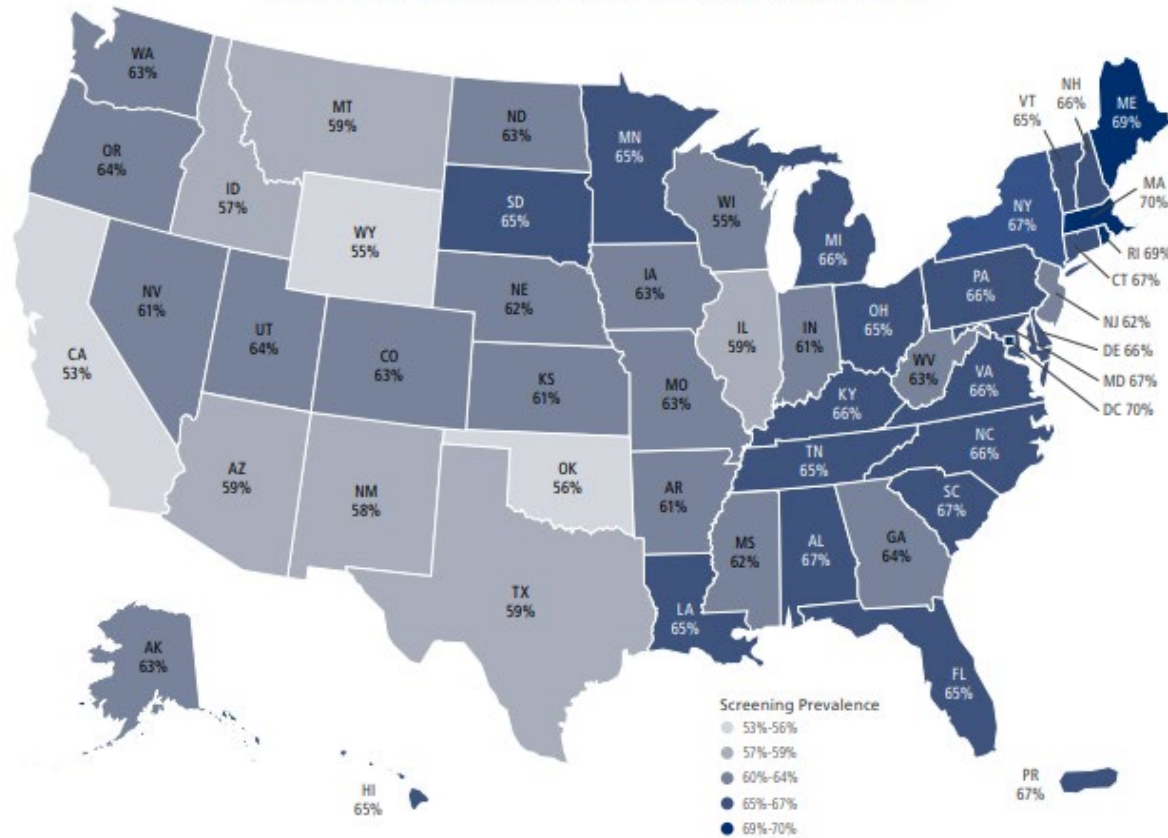 WA
63%
OR
64%
CA
53%
NV
61%
ID
57%
MT
59%
WY
55%
UT
64%
AZ
59%
CO
63%
NM
58%
ND
63%
SD
65%
NE
62%
KS
61%
OK
56%
TX
59%
MN
65%
IA
63%
MO
63%
AR
61%
LA
65%
WI
55%
IL
59%
MI
66%
IN
61%
OH
65%
KY
66%
TN
65%
MS
62%
AL
67%
GA
64%
FL
65%
SC
67%
NC
66%
VA
66%
WV
63%
PA
66%
NY
67%
VT
65%
NH
66%
ME
69%
MA
70%
RI 69%
CT 67%
NJ 62%
DE 66%
MD 67%
DC 70%
AK
63%
HI
65%
PR
67%
Screening Prevalence
53%-56%
57%-59%
60%-64%
65%-67%
69%-70%